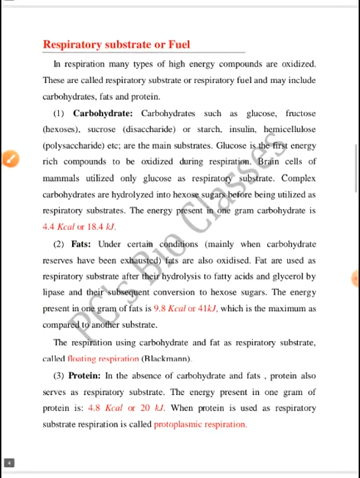 Respiratory substrate or Fuel
In respiration many types of high energy compounds are oxidized.
These are called respiratory substrate or respiratory fuel and may include
carbohydrates, fats and protein.
(1) Carbohydrate: Carbohydrates such as glucose, fructose
(hexoses), sucrose (disaccharide) or starch, insulin, hemicellulose
(polysaccharide) etc; are the main substrates. Glucose is the first energy
rich compounds to be oxidized during respiration. Brain cells of
mammals utilized only glucose as respiratory substrate. Complex
carbohydrates are hydrolyzed into hexose sugars before being utilized as
respiratory substrates. The energy present in one gram carbohydrate is
4.4 Kcal or 18.4 kJ.
(2) Fats: Under certain conditions (mainly when carbohydrate
reserves have been exhausted) fats are also oxidised. Fat are used as
respiratory substrate after their hydrolysis to fatty acids and glycerol by
lipase and their subsequent conversion to hexose sugars. The energy
present in one gram of fats is 9.8 Kcal or 41kJ, which is the maximum as
compared to another substrate.
The respiration using carbohydrate and fat as respiratory substrate,
called floating respiration (Blackmann).
(3) Protein: In the absence of carbohydrate and fats , protein also
serves as respiratory substrate. The energy present in one gram of
protein is: 4.8 Kcal or 20 kJ. When protein is used as respiratory
substrate respiration is called protoplasmic respiration.
PC's Bio Classes